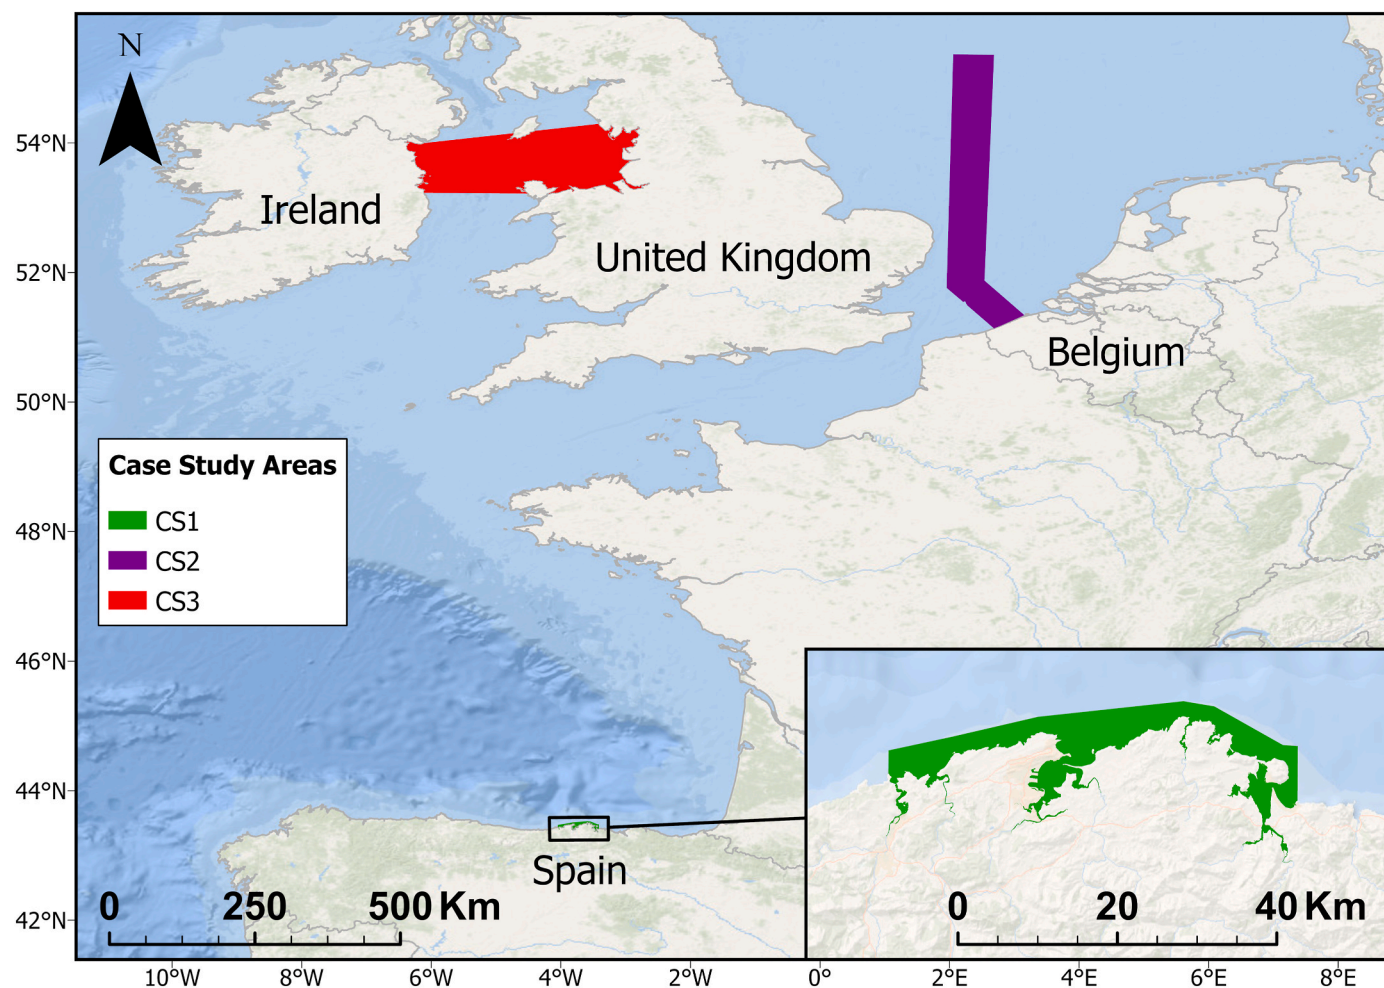 N
54°N
52°N
50°N
48°N
46°N
44°N
42°N
Ireland
United Kingdom
Belgium
Case Study Areas
CS1
CS2
CS3
Spain
0 250 500 Km
0 20 40 Km
10°W 8°W 6°W 4°W 2°W 0° 2°E 4°E 6°E 8°E